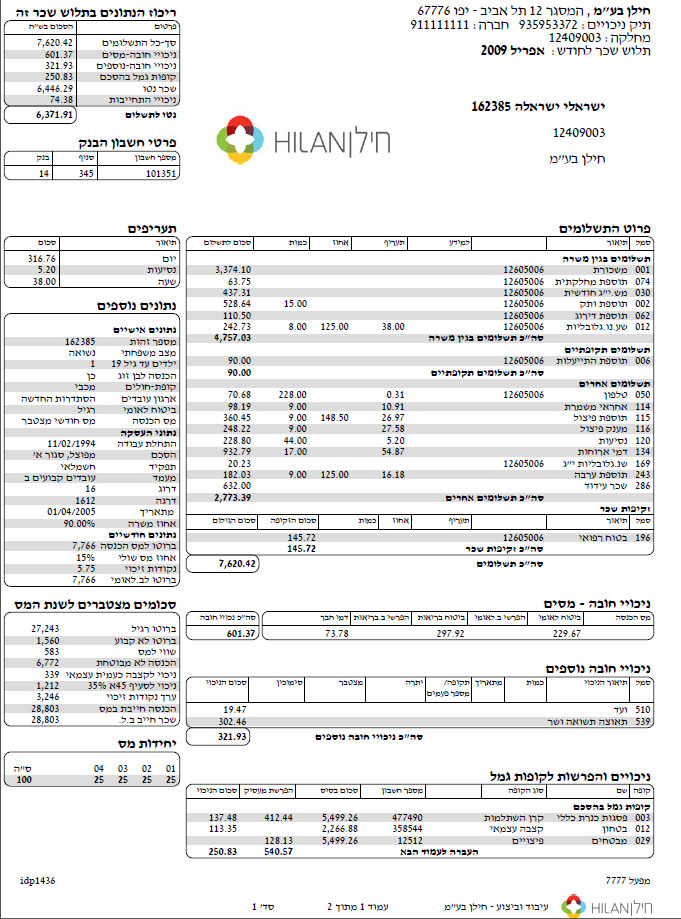 חילן בע״מ , המסגר 12 תל אביב - יפו 67776
תיק ניכויים : 935953372 חברה : 911111111
מחלקה : 12409003
תלוש שכר לחודש : אפריל 2009
ישראלי ישראלה 162385
12409003
חילן בע״מ
HILAN חילן
ריכוז הנתונים בתלוש שכר זה
פרטים הסכום בש״ח
סך-כל התשלומים 7,620.42
ניכויי חובה-מסים 601.37
ניכויי חובה-נוספים 321.93
קופות גמל בהסכם 250.83
שכר נטו 6,446.29
ניכויי התחייבות 74.38
נטו לתשלום 6,371.91
פרטי חשבון הבנק
מספר חשבון סניף בנק
101351 345 14
פרוט התשלומים
סמל תיאור למידע תעריף אחוז כמות סכום לתשלום
תשלומים בגין משרה
001 משכורת 12605006 3,374.10
074 תוספת מחלקתית 12605006 63.75
030 מש.י״ג חודשית 12605006 437.31
002 תוספת ותק 12605006 15.00 528.64
062 תוספת דירוג 12605006 110.50
012 שע.נו.גלובליות 12605006 38.00 125.00 8.00 242.73
סה״כ תשלומים בגין משרה 4,757.03
תשלומים תקופתיים
006 תוספת התייעלות 12605006 90.00
סה״כ תשלומים תקופתיים 90.00
תשלומים אחרים
050 טלפון 12605006 0.31 228.00 70.68
114 אחראי משמרת 10.91 9.00 98.19
115 תוספת פיצול 26.97 148.50 9.00 360.45
116 מענק פיצול 27.58 9.00 248.22
120 נסיעות 5.20 44.00 228.80
134 דמי ארוחות 54.87 17.00 932.79
169 שנ.גלובליות י״ג 12605006 20.23
243 תוספת ערבה 16.18 125.00 9.00 182.03
286 שכר עידוד 632.00
סה״כ תשלומים אחרים 2,773.39
זקיפות שכר
סמל תיאור תעריף אחוז כמות סכום הזקיפה סכום הגילום
196 בטוח רפואי 12605006 145.72
סה״כ זקיפות שכר 145.72
סה״כ תשלומים 7,620.42
תעריפים
תיאור סכום
יום 316.76
נסיעות 5.20
שעה 38.00
נתונים נוספים
נתונים אישיים
מספר זהות 162385
מצב משפחתי נשואה
ילדים עד גיל 19 1
הכנסה לבן זוג כן
קופת-חולים מכבי
ארגון עובדים הסתדרות החדשה
ביטוח לאומי רגיל
מס הכנסה מס חודשי מצטבר
נתוני העסקה
התחלת עבודה 11/02/1994
הסכם מפוצל, סגור א׳
תפקיד חשמלאי
מעמד עובדים קבועים ב
דרוג 16
דרגה 1612
מתאריך 01/04/2005
אחוז משרה 90.00%
נתונים חודשיים
ברוטו למס הכנסה 7,766
אחוז מס שולי 15%
נקודות זיכוי 5.75
ברוטו לב.לאומי 7,766
סכומים מצטברים לשנת המס
ברוטו רגיל 27,243
ברוטו לא קבוע 1,560
שווי למס 583
הכנסה לא מבוטחת 6,772
ניכוי לקצבה כעמית עצמאי 339
ניכוי לסעיף 45א 35% 1,212
ערך נקודות זיכוי 3,246
הכנסה חייבת במס 28,803
שכר חייב ב.ל. 28,803
יחידות מס
01 02 03 04 ס״ה
25 25 25 25 100
ניכויי חובה - מסים
מס הכנסה ביטוח לאומי הפרשי ב.לאומי ביטוח בריאות הפרשי ב.בריאות דמי חבר סה״כ נכויי חובה
229.67 297.92 73.78 601.37
ניכויי חובה נוספים
סמל תיאור הניכוי כמות מתאריך תקופה/מספר פעמים יתרה מצטבר סימוכין סכום הניכוי
510 ועד 19.47
539 תאוצה תשואה ושר 302.46
סה״כ ניכויי חובה נוספים 321.93
ניכויים והפרשות לקופות גמל
קופה שם סוג הקופה מספר חשבון סכום בסיס הפרשת מעסיק סכום הניכוי
קופות גמל בהסכם
003 פסגות כנרת כללי קרן השתלמות 477490 5,499.26 412.44 137.48
012 בטחון קצבה עצמאי 358544 2,266.88 113.35
029 מבטחים פיצויים 12512 5,499.26 128.13
העברה לעמוד הבא 540.57 250.83
מפעל 7777
idp1436
HILAN חילן
עיבוד וביצוע - חילן בע״מ עמוד 1 מתוך 2 סד׳ 1